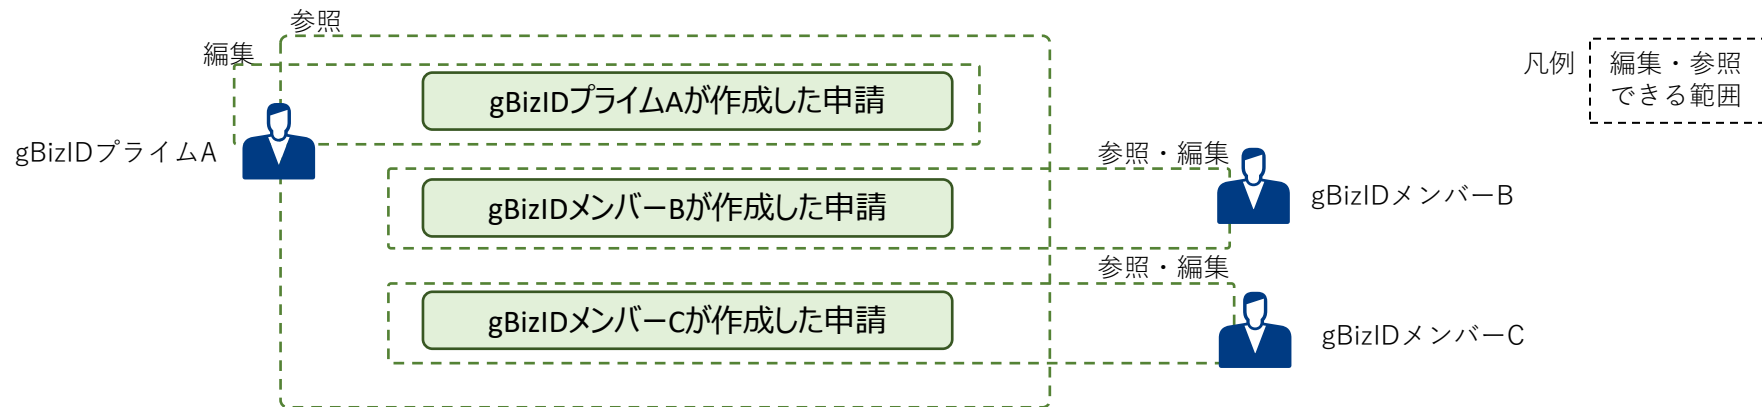 参照
編集
gBizIDプライムAが作成した申請
gBizIDプライムA
凡例
編集・参照
できる範囲
参照・編集
gBizIDメンバーBが作成した申請
gBizIDメンバーB
参照・編集
gBizIDメンバーCが作成した申請
gBizIDメンバーC